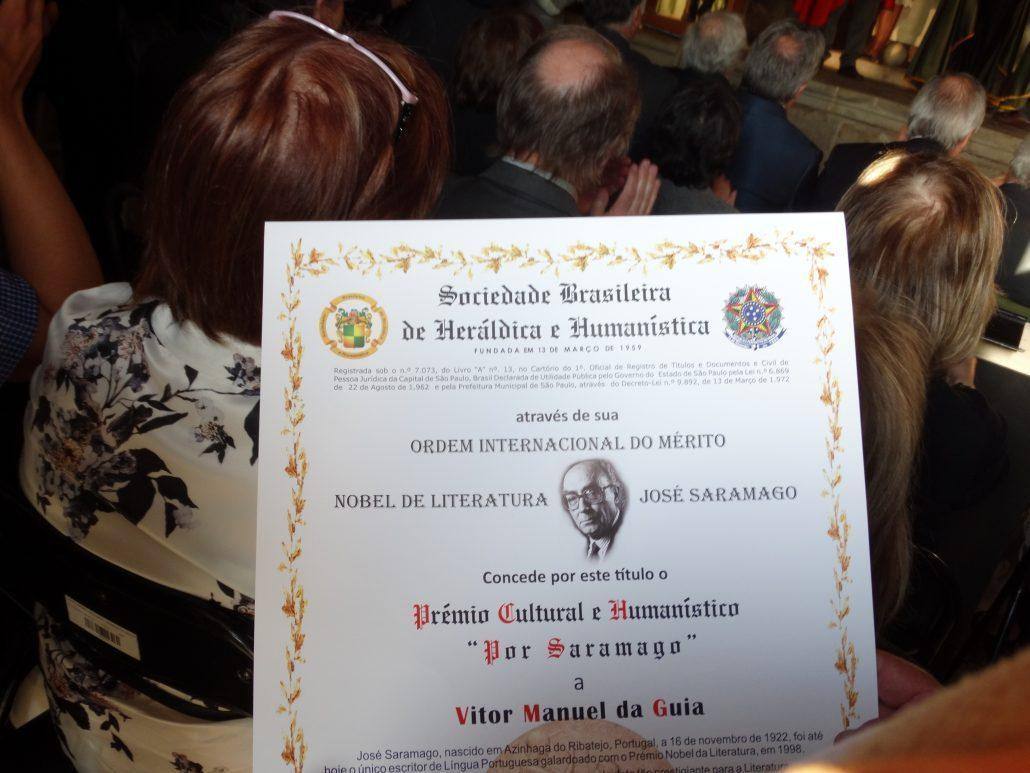 Sociedade Brasileira
de Heráldica e Humanística
FUNDADA EM 13 DE MARÇO DE 1959
Registrada sob o n.º 7.073, do Livro "A" nº. 13, no Cartório do 1º. Oficial de Registro de Títulos e Documentos e Civil de
Pessoa Jurídica da Capital de São Paulo, Brasil Declarada de Utilidade Pública pelo Governo do Estado de São Paulo pela Lei n.º 6.869
de 22 de Agosto de 1.962 e pela Prefeitura Municipal de São Paulo, através do Decreto-Lei n.º 9.892, de 13 de Março de 1.972
através de sua
ORDEM INTERNACIONAL DO MÉRITO
NOBEL DE LITERATURA JOSÉ SARAMAGO
Concede por este título o
Prémio Cultural e Humanístico
"Por Saramago"
a
Vitor Manuel da Guia
José Saramago, nascido em Azinhaga do Ribatejo, Portugal, a 16 de novembro de 1922, foi até
hoje o único escritor de Língua Portuguesa galardoado com o Prémio Nobel da Literatura, em 1998.
prestigiante para a Literatura